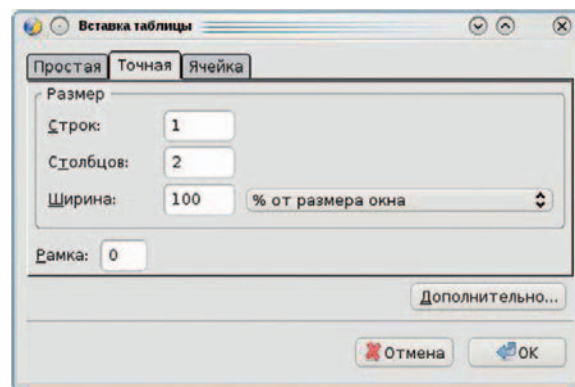 Вставка таблицы
Простая Точная Ячейка
Размер
Строк: 1
Столбцов: 2
Ширина: 100 % от размера окна
Рамка: 0
Дополнительно...
Отмена OK